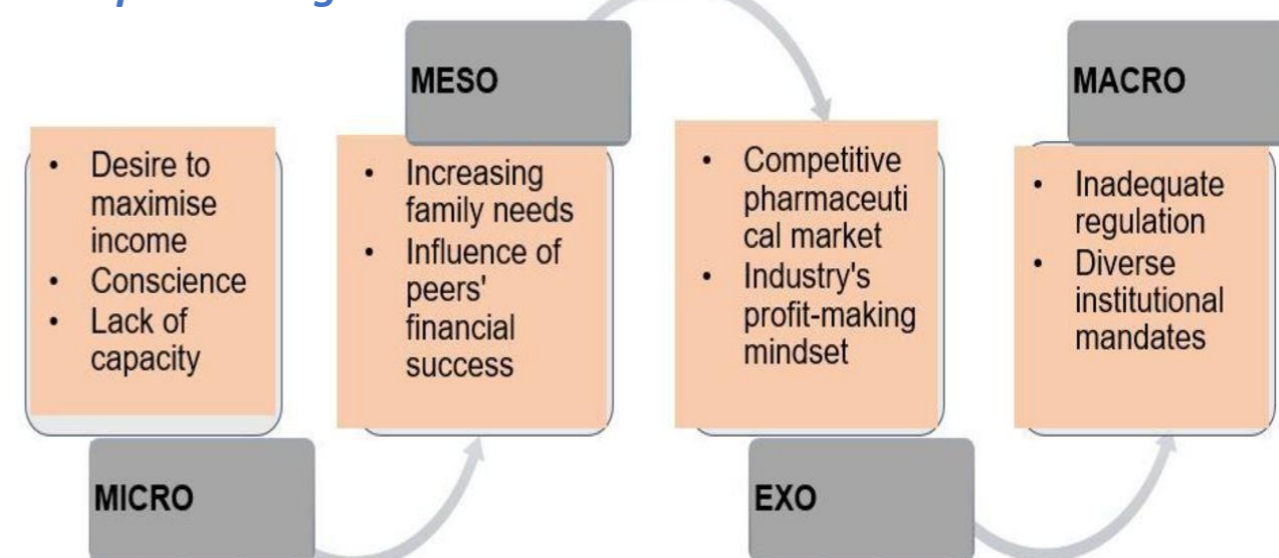 MICRO
• Desire to
maximise
income
• Conscience
• Lack of
capacity
MESO
• Increasing
family needs
• Influence of
peers'
financial
success
EXO
• Competitive
pharmaceuti
cal market
• Industry's
profit-making
mindset
MACRO
• Inadequate
regulation
• Diverse
institutional
mandates